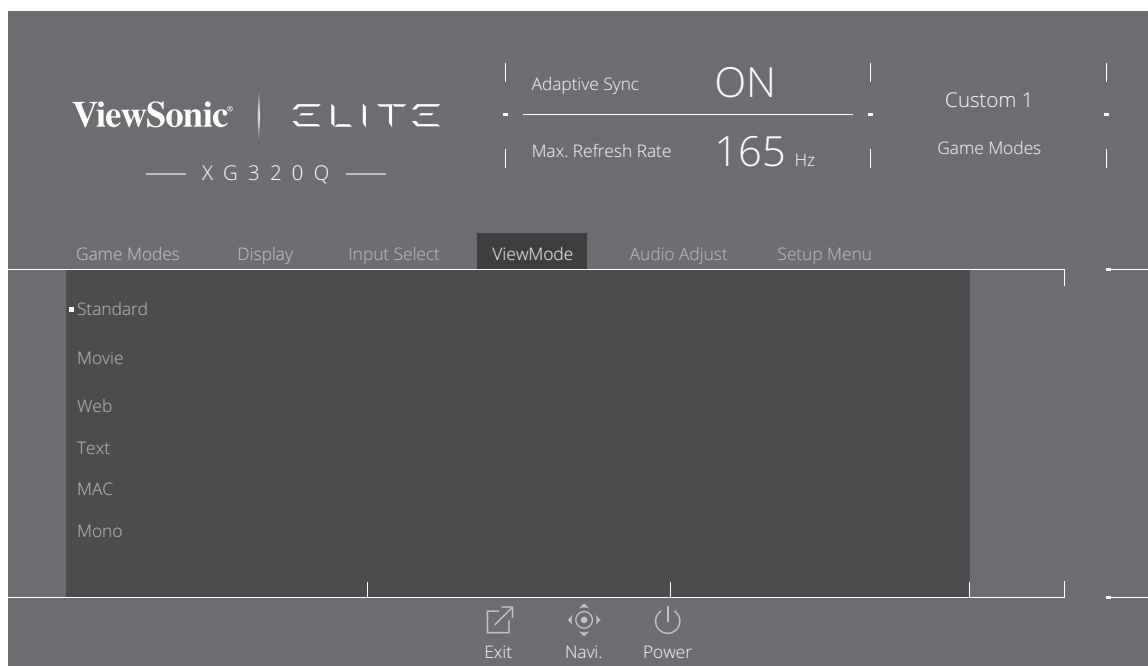 ViewSonic® ELITE
XG320Q
Adaptive Sync ON
Max. Refresh Rate 165 Hz
Custom 1
Game Modes
Game Modes Display Input Select ViewMode Audio Adjust Setup Menu
Standard
Movie
Web
Text
MAC
Mono
Exit Navi. Power